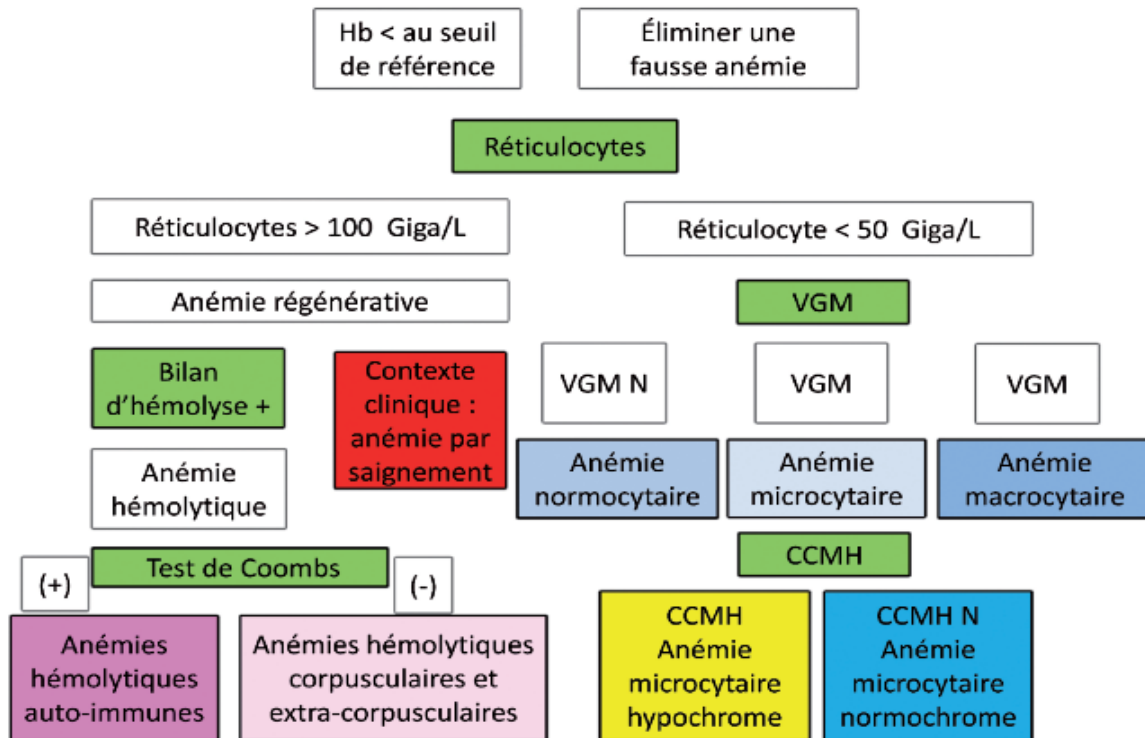 Hb < au seuil
de référence
Éliminer une
fausse anémie
Réticulocytes
Réticulocytes > 100 Giga/L
Réticulocyte < 50 Giga/L
Anémie régénérative
VGM
Bilan
d'hémolyse +
Contexte
clinique :
anémie par
saignement
VGM N
VGM
VGM
Anémie
hémolytique
Anémie
normocytaire
Anémie
microcytaire
Anémie
macrocytaire
Test de Coombs
CCMH
(+)
(-)
Anémies
hémolytiques
auto-immunes
Anémies hémolytiques
corpusculaires et
extra-corpusculaires
CCMH
Anémie
microcytaire
hypochrome
CCMH N
Anémie
microcytaire
normochrome